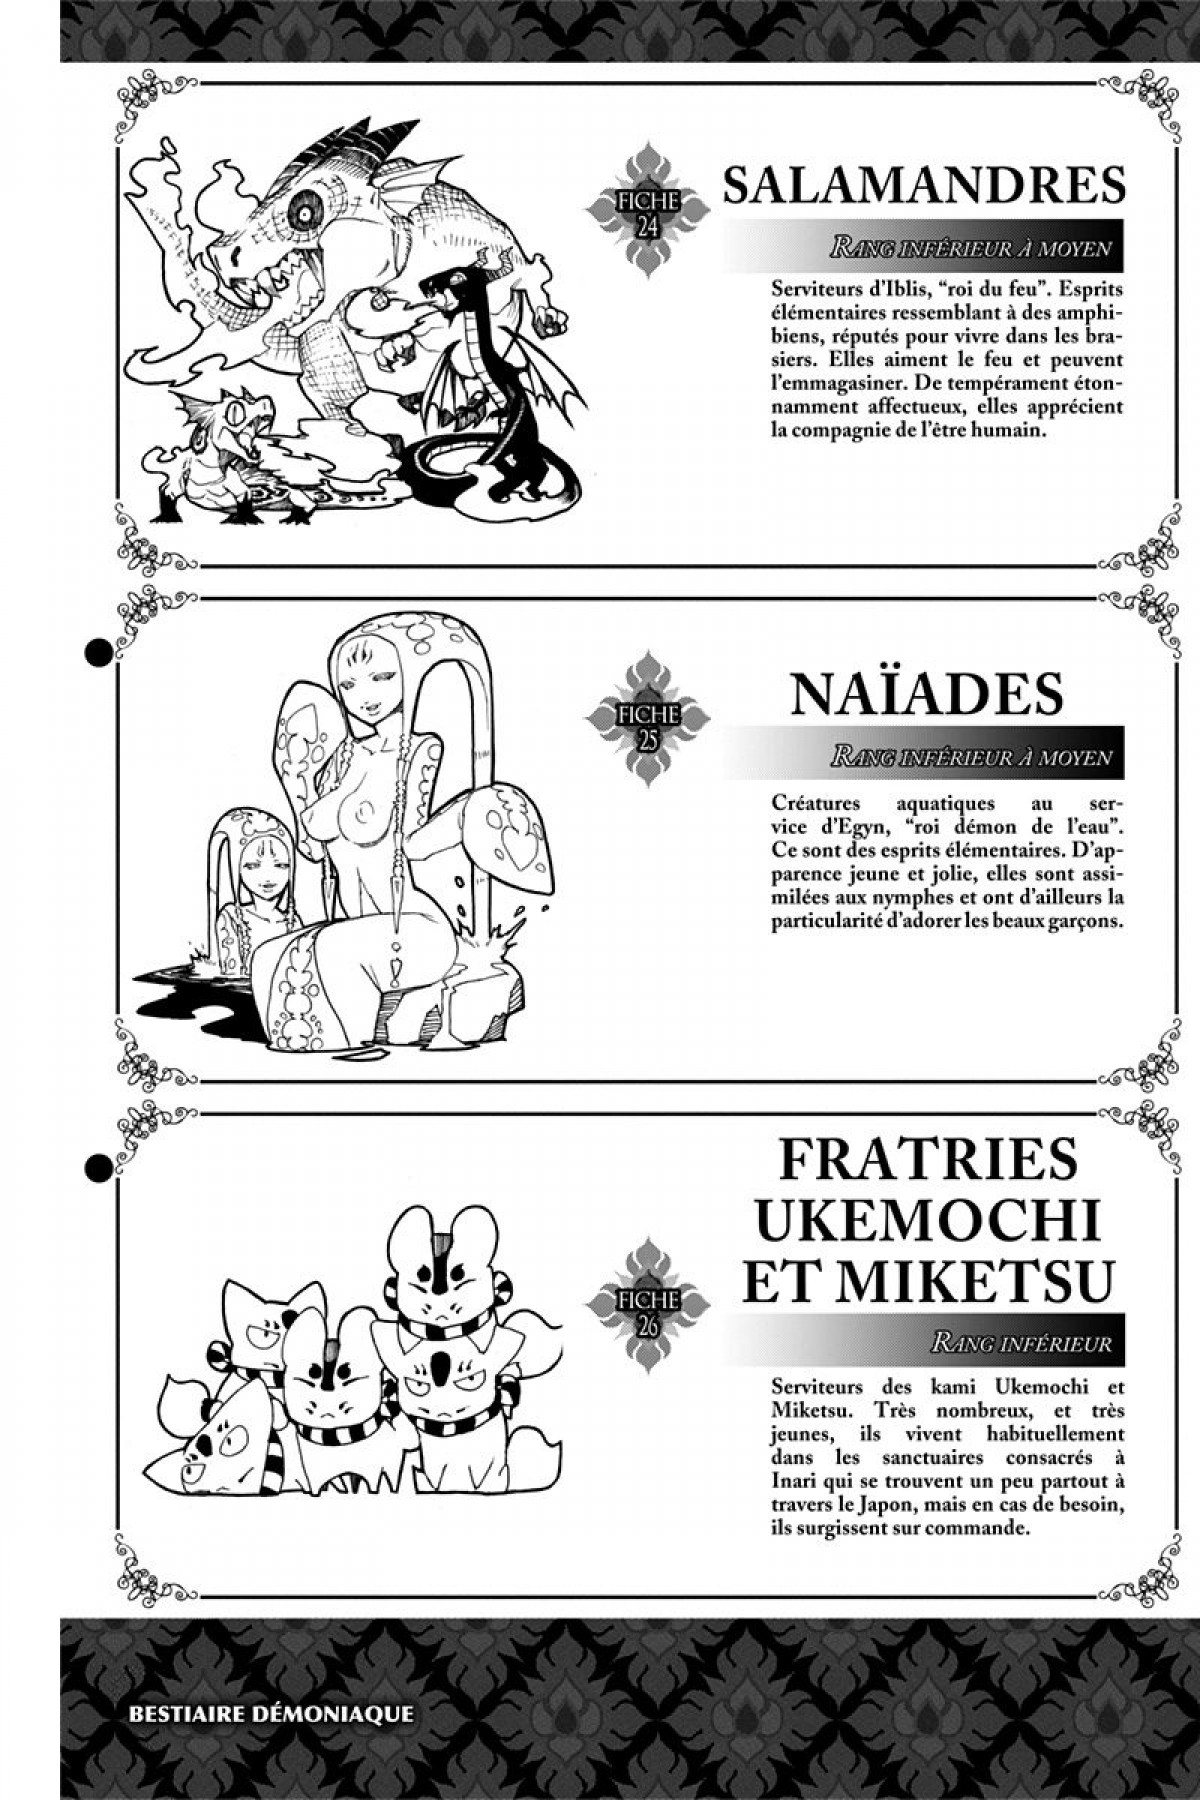 FICHE
24
SALAMANDRES
RANG INFÉRIEUR À MOYEN
Serviteurs d'Iblis, “roi du feu”. Esprits
élémentaires ressemblant à des amphi-
biens, réputés pour vivre dans les bra-
siers. Elles aiment le feu et peuvent
l'emmagasiner. De tempérament éton-
namment affectueux, elles apprécient
la compagnie de l'être humain.
FICHE
25
NAÏADES
RANG INFÉRIEUR À MOYEN
Créatures aquatiques au ser-
vice d'Egyn, “roi démon de l'eau”.
Ce sont des esprits élémentaires. D'ap-
parence jeune et jolie, elles sont assi-
milées aux nymphes et ont d'ailleurs la
particularité d'adorer les beaux garçons.
FICHE
26
FRATRIES
UKEMOCHI
ET MIKETSU
RANG INFÉRIEUR
Serviteurs des kami Ukemochi et
Miketsu. Très nombreux, et très
jeunes, ils vivent habituellement
dans les sanctuaires consacrés à
Inari qui se trouvent un peu partout à
travers le Japon, mais en cas de besoin,
ils surgissent sur commande.
BESTIAIRE DÉMONIAQUE